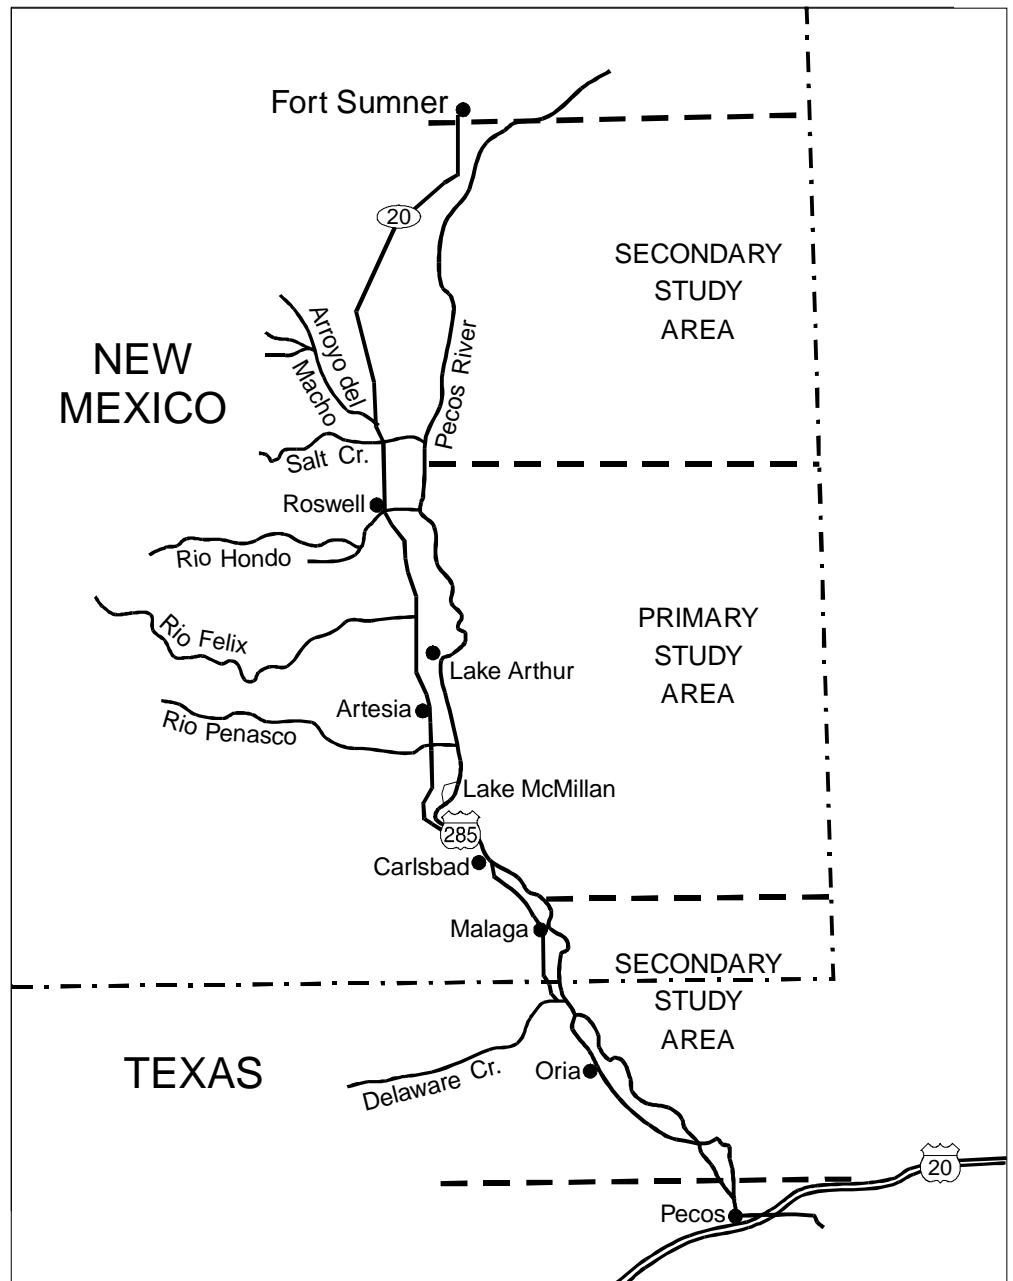 Fort Sumner
20
SECONDARY
STUDY
AREA
Arroyo del
Macho
Pecos River
NEW
MEXICO
Salt Cr.
Roswell
Rio Hondo
Rio Felix
PRIMARY
STUDY
AREA
Lake Arthur
Artesia
Rio Penasco
Lake McMillan
285
Carlsbad
Malaga
SECONDARY
STUDY
AREA
TEXAS
Delaware Cr.
Oria
20
Pecos